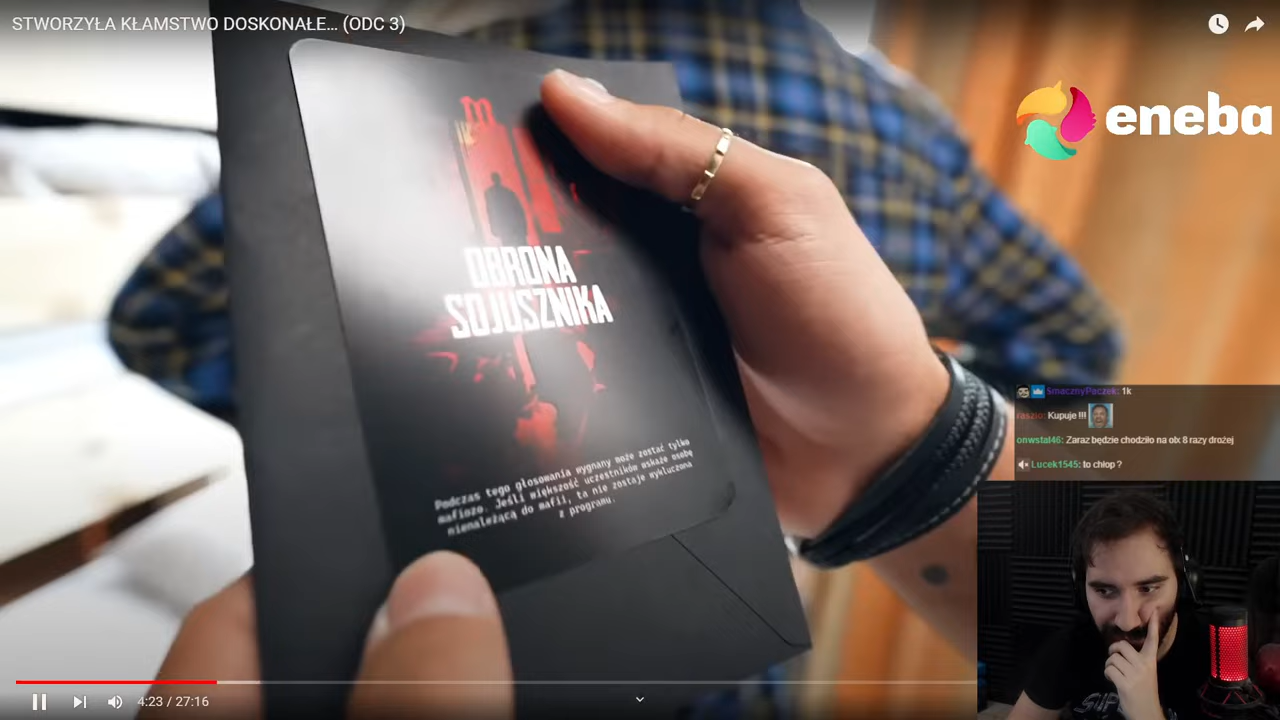 STWORZYŁA KŁAMSTWO DOSKONAŁE... (ODC 3)
eneba
OBRONA
SOJUSZNIKA
Podczas tego głosowania wygnany może zostać tylko
mafiozo. Jeśli większość uczestników wskaże osobę
nienależącą do mafii, ta nie zostaje wykluczona
z programu.
SmacznyPaczek: 1k
raszio: Kupuje !!!
onwstal46: Zaraz będzie chodziło na olx 8 razy drożej
Lucek1545: to chłop ?
4:23 / 27:16